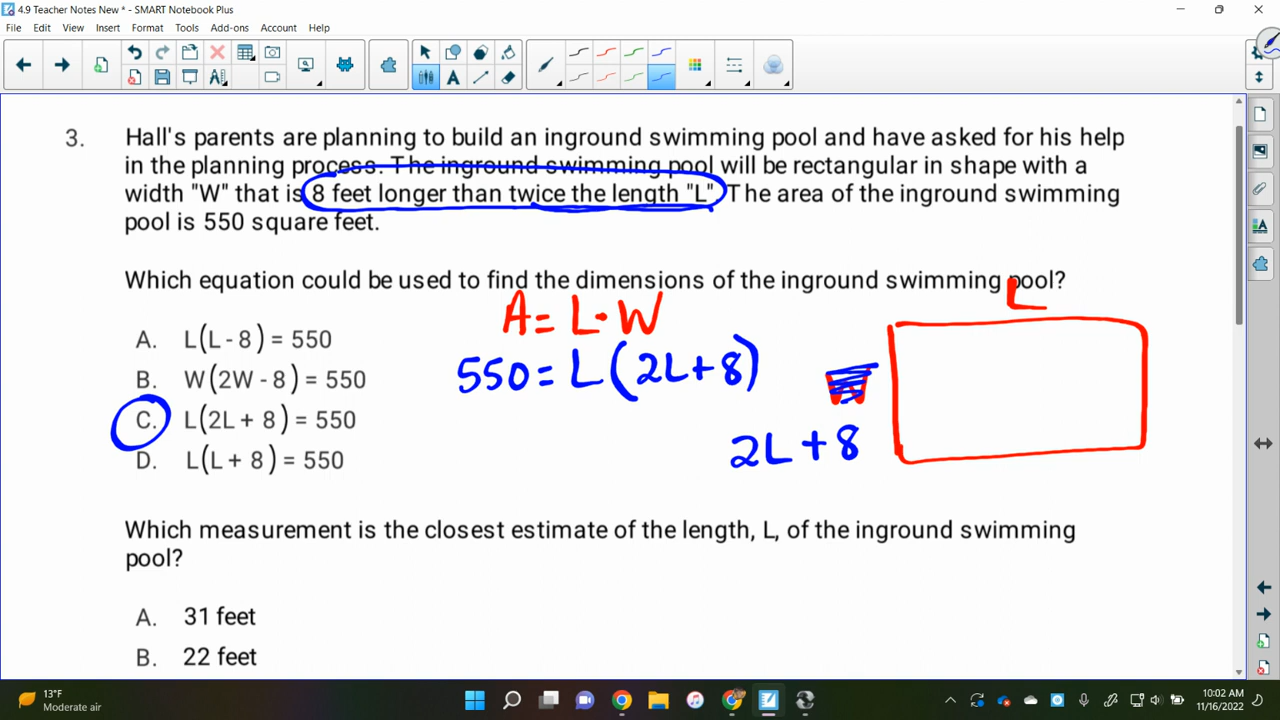 4.9 Teacher Notes New * - SMART Notebook Plus
File Edit View Insert Format Tools Add-ons Account Help
3. Hall's parents are planning to build an inground swimming pool and have asked for his help
in the planning process. The inground swimming pool will be rectangular in shape with a
width "W" that is 8 feet longer than twice the length "L". The area of the inground swimming
pool is 550 square feet.
Which equation could be used to find the dimensions of the inground swimming pool?
L
A = L · W
A. L(L - 8) = 550
550 = L(2L + 8)
B. W(2W - 8) = 550
W
C. L(2L + 8) = 550
2L + 8
D. L(L + 8) = 550
Which measurement is the closest estimate of the length, L, of the inground swimming
pool?
A. 31 feet
B. 22 feet
13°F
Moderate air
10:02 AM
11/16/2022